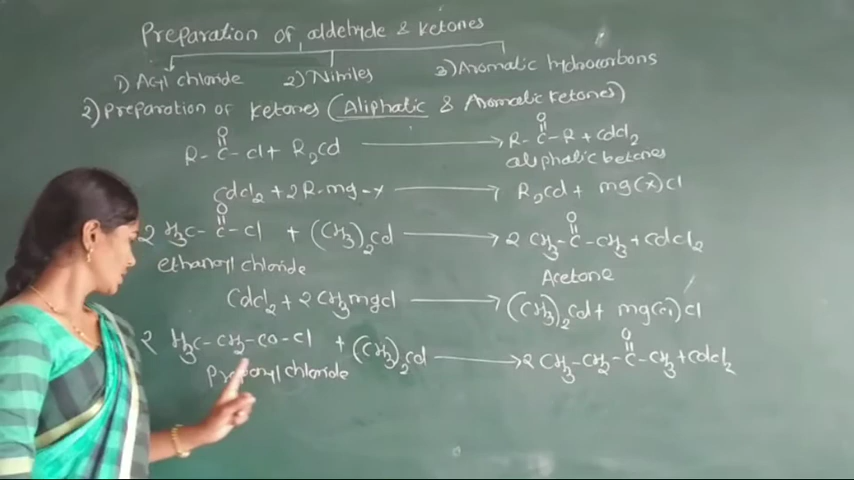 Preparation of aldehyde & ketones
1) Acyl chloride 2) Nitriles 3) Aromatic hydrocarbons
2) Preparation of ketones (Aliphatic & Aromatic ketones)
O O
R - C - Cl + R₂Cd → R - C - R + CdCl₂
aliphatic ketones
CdCl₂ + 2R-mg-x → R₂Cd + mg(x)Cl
O O
2 H₃C - C - Cl + (CH₃)₂Cd → 2 CH₃ - C - CH₃ + CdCl₂
ethanoyl chloride Acetone
CdCl₂ + 2 CH₃mgCl → (CH₃)₂Cd + mg(Cl)Cl
O
2 H₃C - CH₂ - CO - Cl + (CH₃)₂Cd → 2 CH₃ - CH₂ - C - CH₃ + CdCl₂
Propanoyl chloride